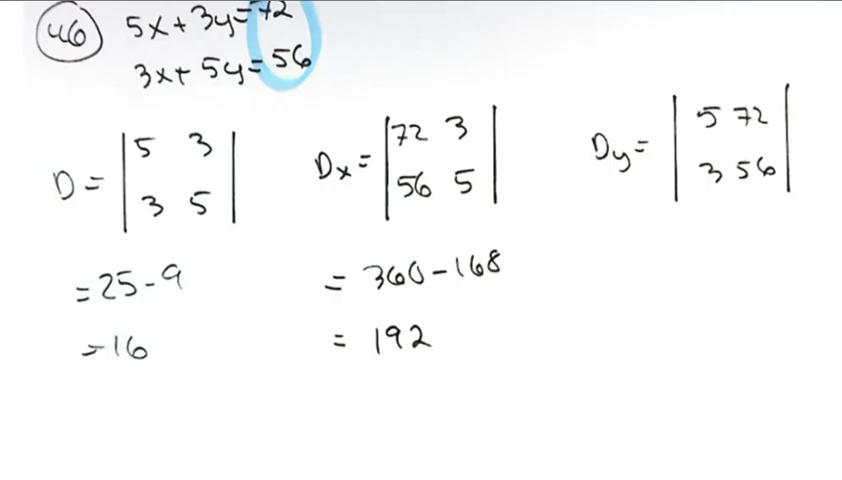 46 5x+3y=72
3x+5y=56
D = |5 3| Dx = |72 3| Dy = |5 72|
|3 5| |56 5| |3 56|
=25-9 = 360-168
=16 = 192